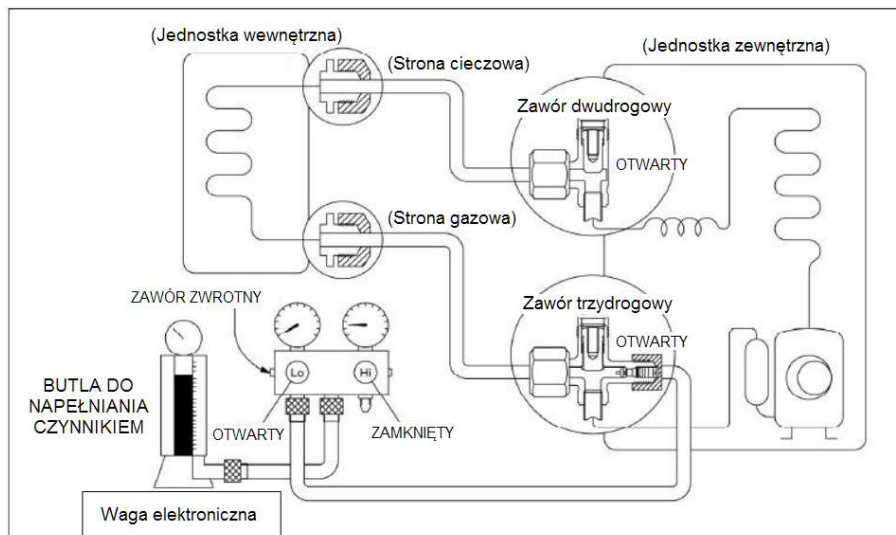 (Jednostka wewnętrzna)
(Strona cieczowa)
(Jednostka zewnętrzna)
Zawór dwudrogowy
OTWARTY
(Strona gazowa)
ZAWÓR ZWROTNY
Zawór trzydrogowy
OTWARTY
Lo
Hi
BUTLA DO
NAPEŁNIANIA
CZYNNIKIEM
OTWARTY
ZAMKNIĘTY
Waga elektroniczna